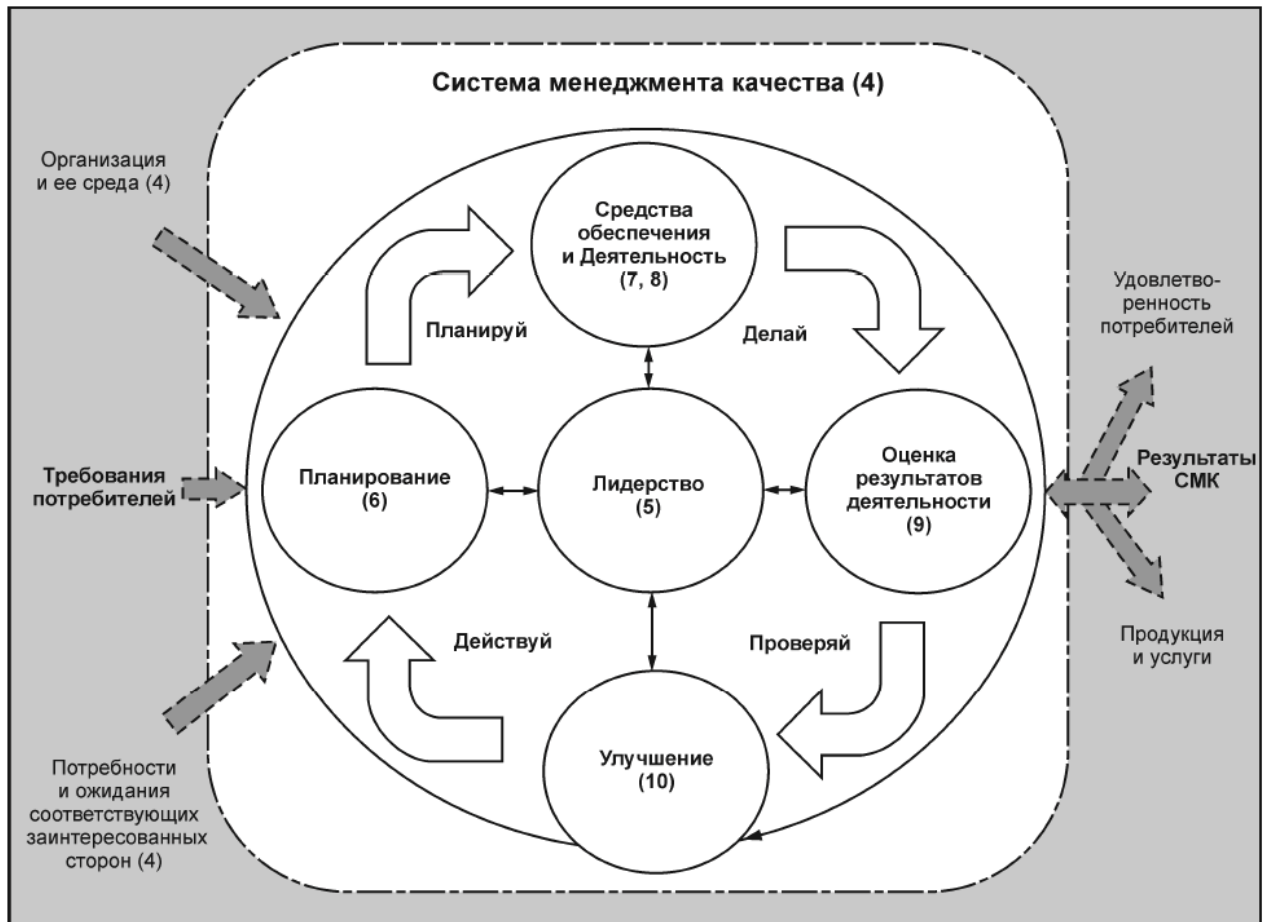 Система менеджмента качества (4)
Организация
и ее среда (4)
Средства
обеспечения
и Деятельность
(7, 8)
Планируй
Делай
Удовлетво-
ренность
потребителей
Требования
потребителей
Планирование
(6)
Лидерство
(5)
Оценка
результатов
деятельности
(9)
Результаты
СМК
Действуй
Проверяй
Продукция
и услуги
Улучшение
(10)
Потребности
и ожидания
соответствующих
заинтересованных
сторон (4)